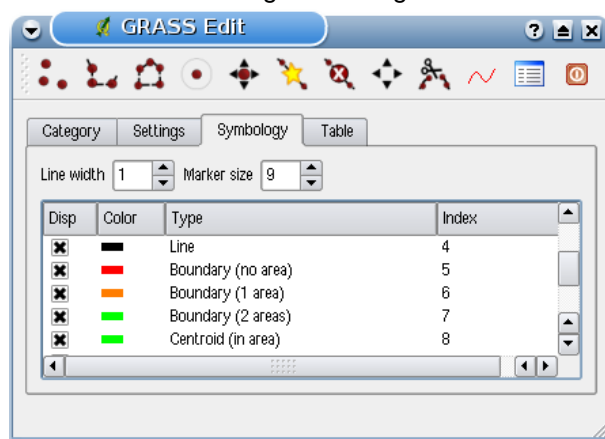 GRASS Edit
Category Settings Symbology Table
Line width 1 Marker size 9
Disp Color Type Index
Line 4
Boundary (no area) 5
Boundary (1 area) 6
Boundary (2 areas) 7
Centroid (in area) 8